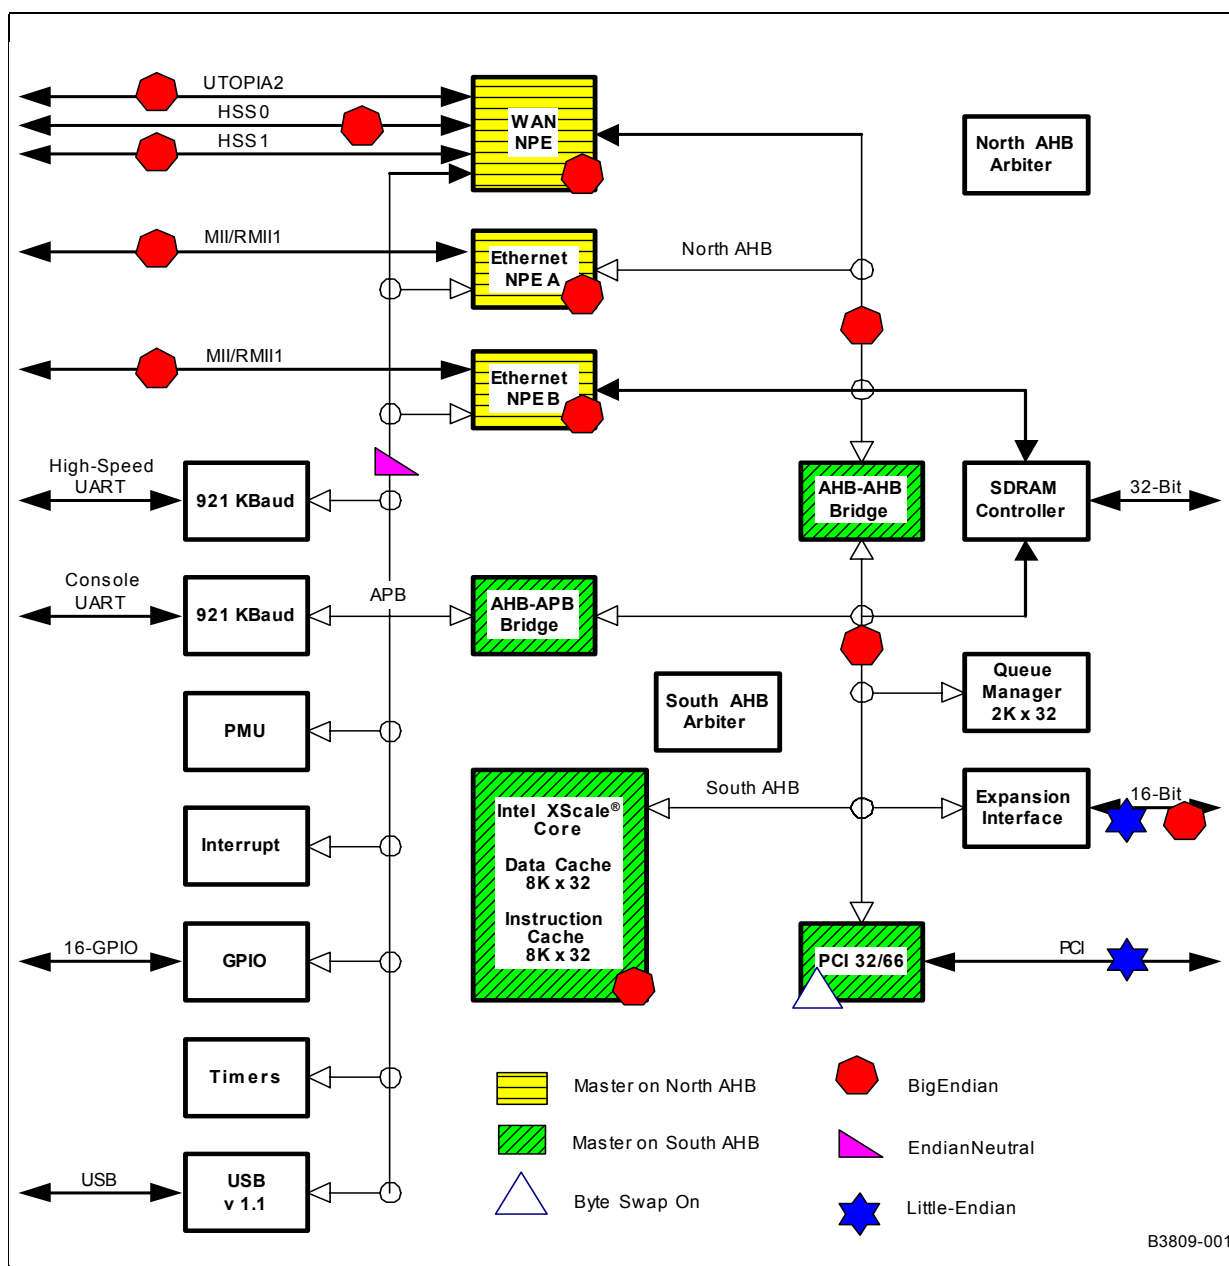 UTOPIA2
HSS0
HSS1
WAN
NPE
North AHB
Arbiter
MII/RMII1
Ethernet
NPE A
North AHB
MII/RMII1
Ethernet
NPE B
High-Speed
UART
921 KBaud
AHB-AHB
Bridge
SDRAM
Controller
32-Bit
Console
UART
921 KBaud
APB
AHB-APB
Bridge
PMU
South AHB
Arbiter
Queue
Manager
2K x 32
Interrupt
Intel XScale®
Core
Data Cache
8K x 32
Instruction
Cache
8K x 32
South AHB
Expansion
Interface
16-Bit
16-GPIO
GPIO
PCI 32/66
PCI
Timers
USB
USB
v 1.1
Master on North AHB
Master on South AHB
Byte Swap On
BigEndian
EndianNeutral
Little-Endian
B3809-001